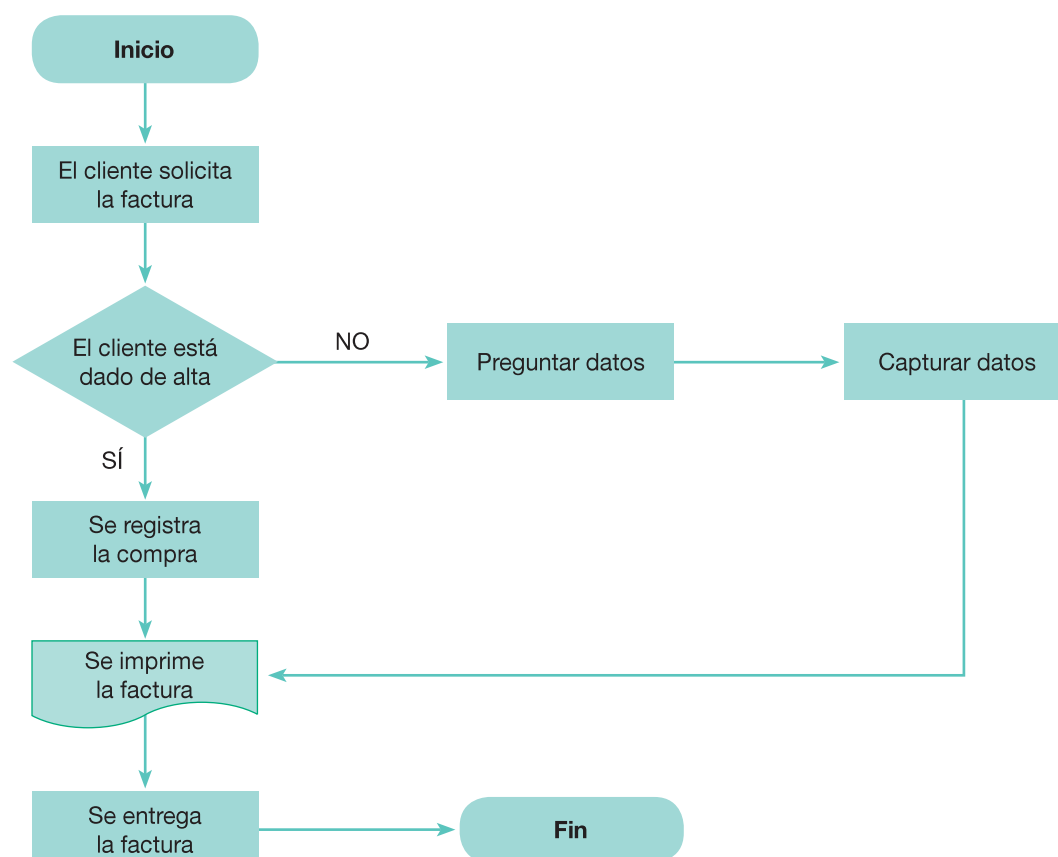 Inicio
El cliente solicita
la factura
El cliente está
dado de alta
NO
Preguntar datos
Capturar datos
SÍ
Se registra
la compra
Se imprime
la factura
Se entrega
la factura
Fin